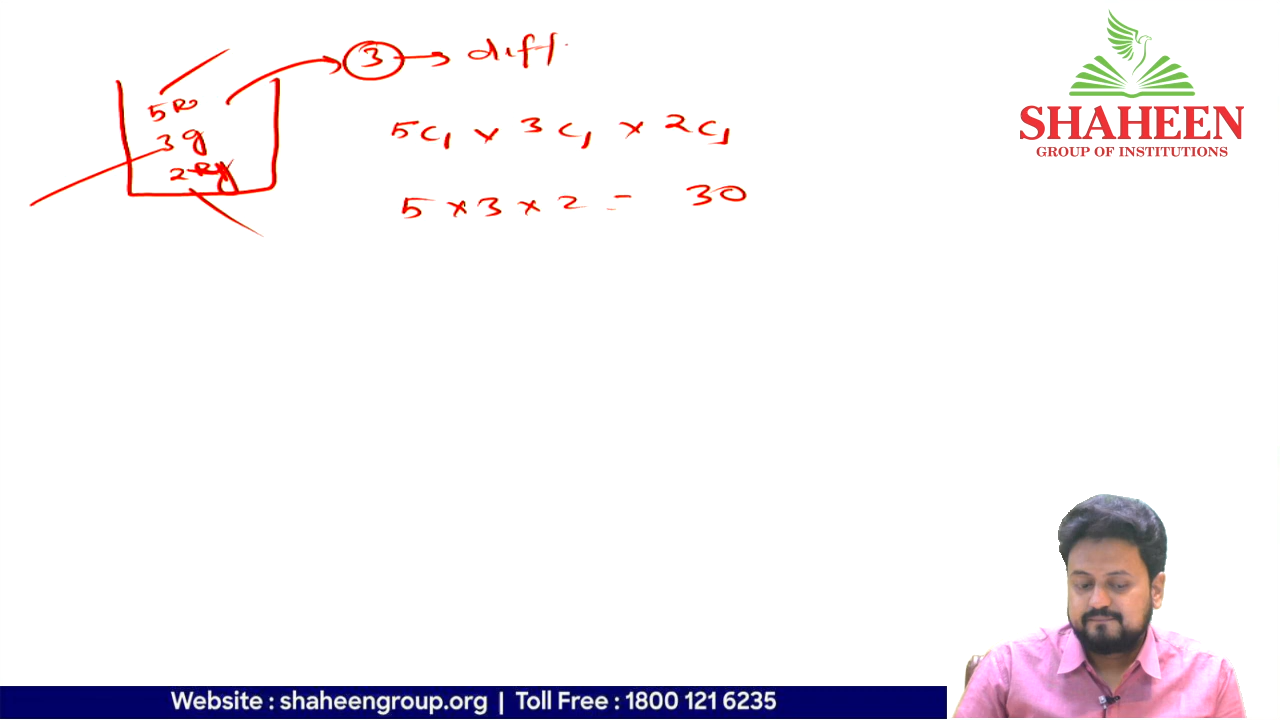 5R
3g
2y
3 → diff
5C₁ × 3C₁ × 2C₁
5 × 3 × 2 = 30
SHAHEEN
GROUP OF INSTITUTIONS
Website : shaheengroup.org | Toll Free : 1800 121 6235